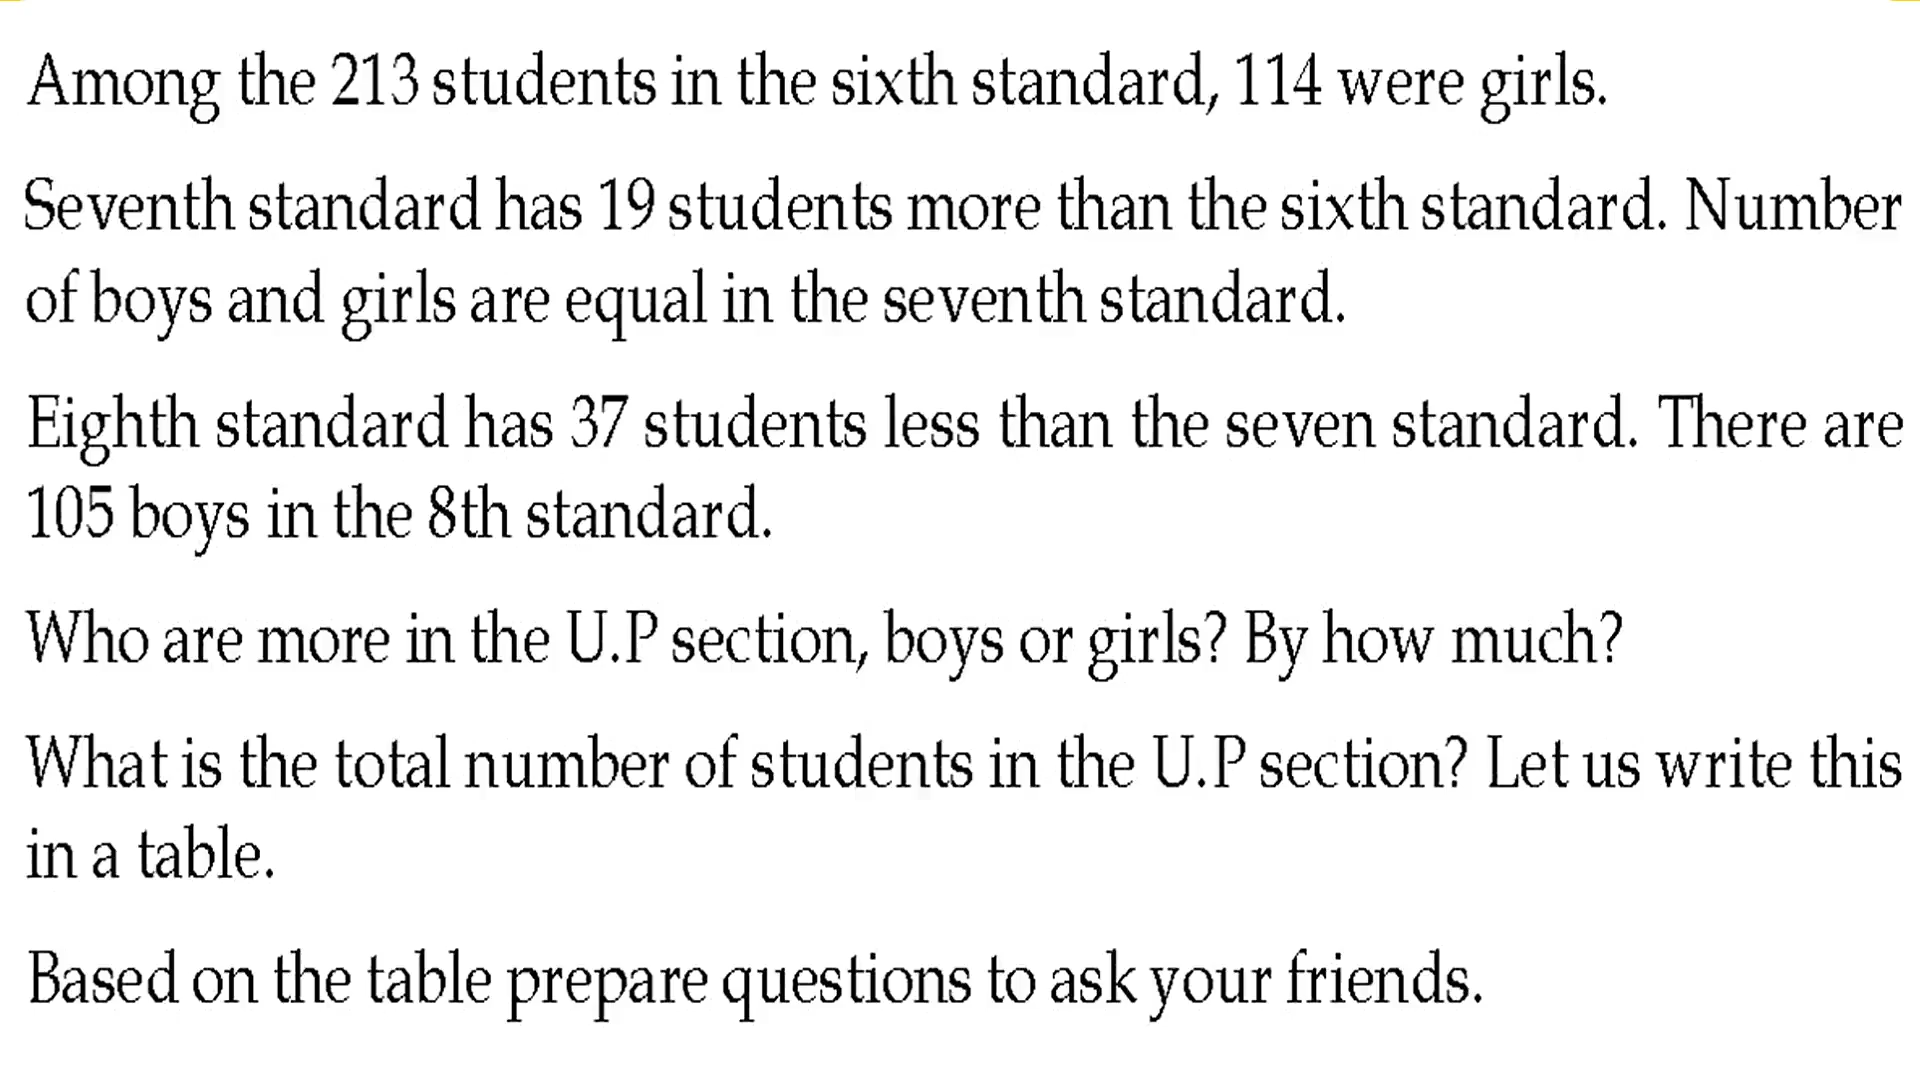 Among the 213 students in the sixth standard, 114 were girls.
Seventh standard has 19 students more than the sixth standard. Number
of boys and girls are equal in the seventh standard.
Eighth standard has 37 students less than the seven standard. There are
105 boys in the 8th standard.
Who are more in the U.P section, boys or girls? By how much?
What is the total number of students in the U.P section? Let us write this
in a table.
Based on the table prepare questions to ask your friends.